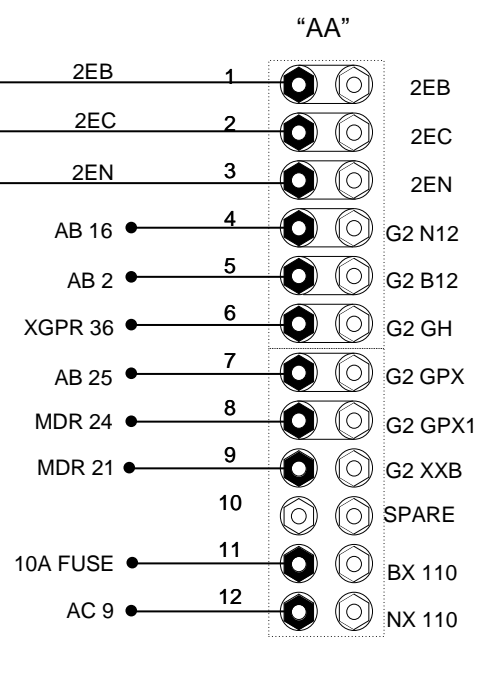 “AA”
2EB 1 2EB
2EC 2 2EC
2EN 3 2EN
AB 16 4 G2 N12
AB 2 5 G2 B12
XGPR 36 6 G2 GH
AB 25 7 G2 GPX
MDR 24 8 G2 GPX1
MDR 21 9 G2 XXB
10 SPARE
10A FUSE 11 BX 110
AC 9 12 NX 110